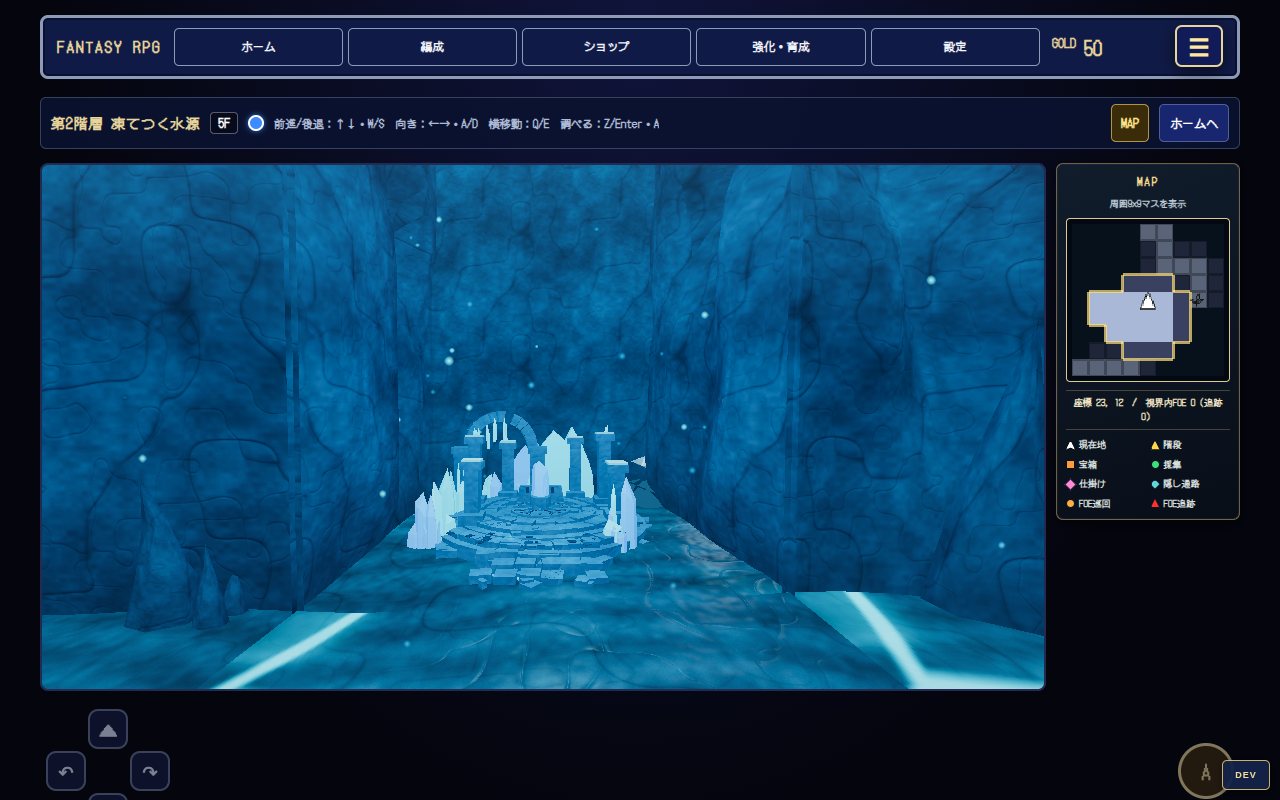 FANTASY RPG
ホーム
編成
ショップ
強化・育成
設定
GOLD 50
第2階層 凍てつく水源
5F
前進/後退：↑↓・W/S 向き：←→・A/D 横移動：Q/E 調べる：Z/Enter・A
MAP
ホームへ
MAP
周囲9x9マスを表示
座標 23, 12 / 視界内FOE 0（追跡
0）
現在地
階段
宝箱
採集
仕掛け
隠し通路
FOE巡回
FOE追跡
A
DEV